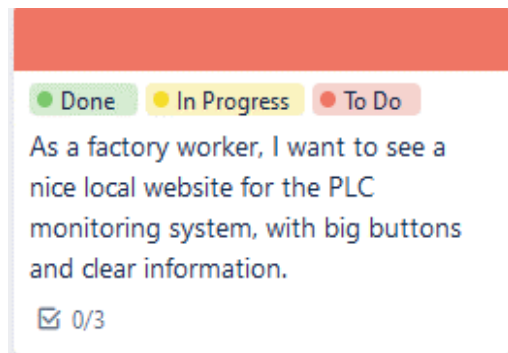 Done In Progress To Do
As a factory worker, I want to see a
nice local website for the PLC
monitoring system, with big buttons
and clear information.
0/3